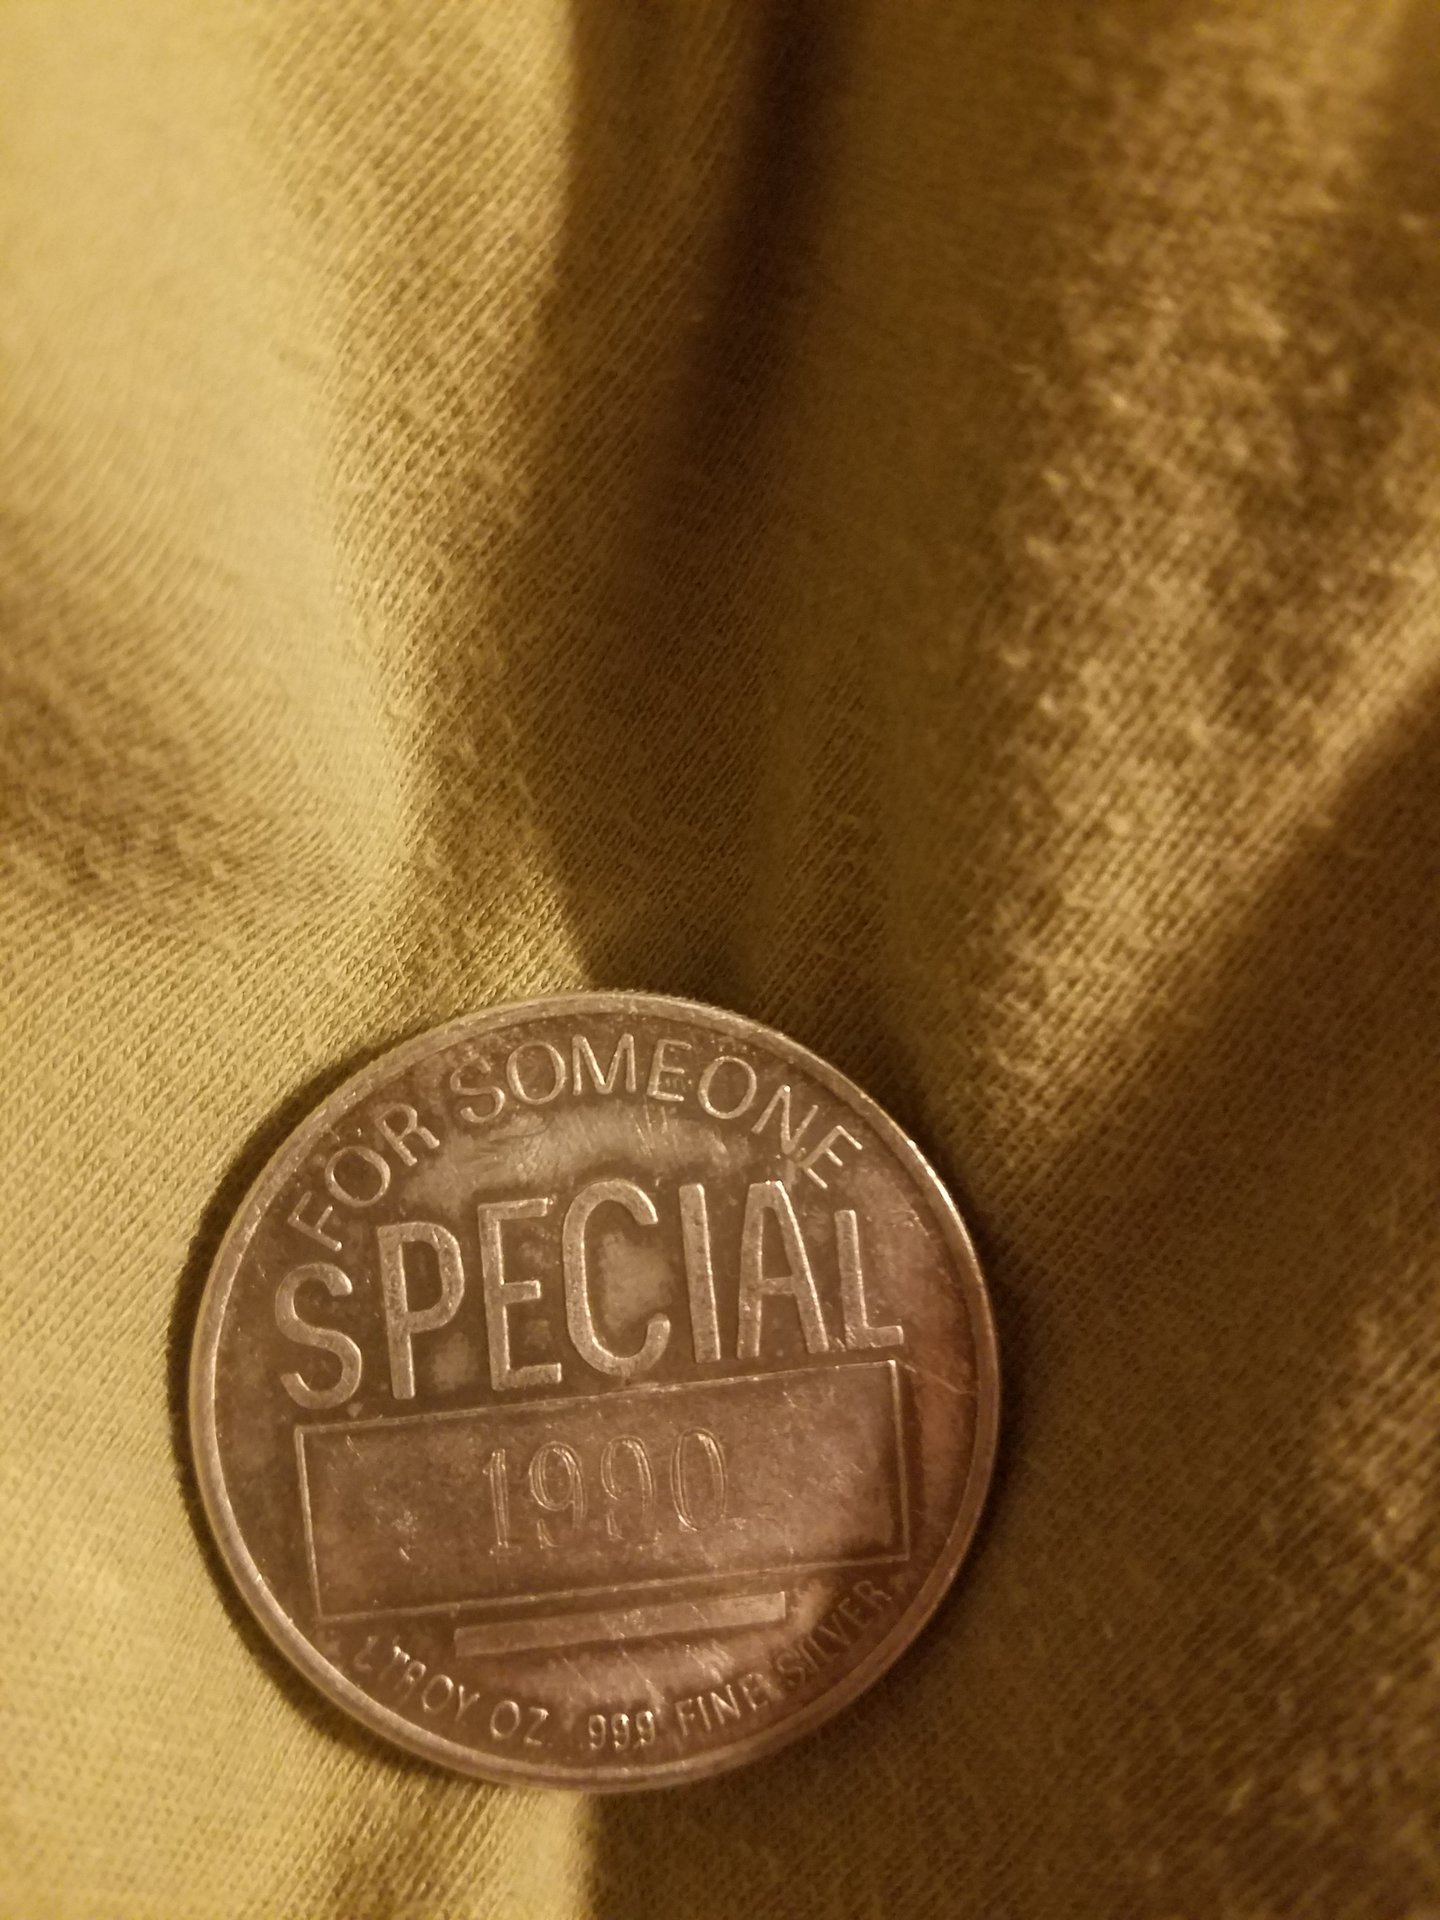 FOR SOMEONE
SPECIAL
1990
1 TROY OZ. .999 FINE SILVER